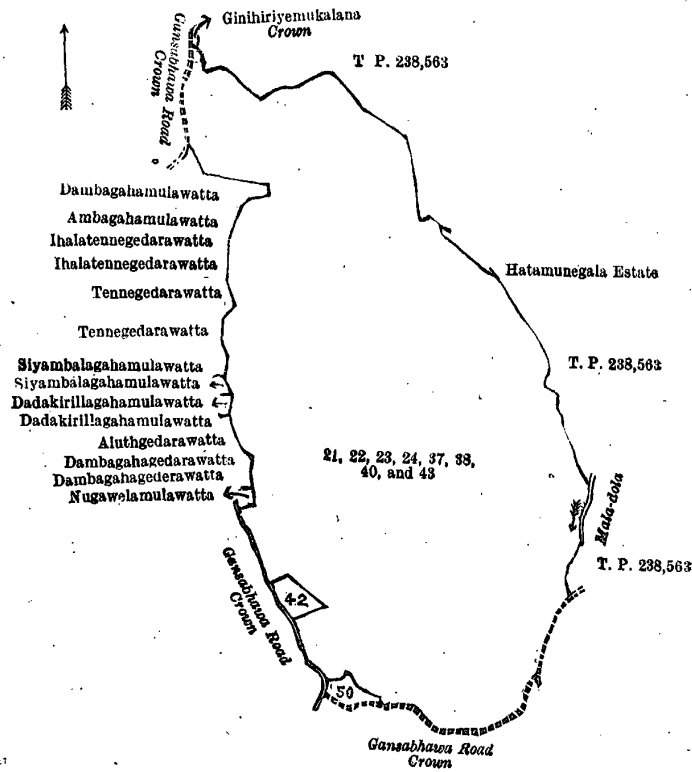 Ginihiriyemukalana
Crown
Gansabhawa Road
Crown
T P. 238,563
Dambagahamulawatta
Ambagahamulawatta
Ihalatennegedarawatta
Ihalatennegedarawatta
Hatamunegala Estate
Tennegedarawatta
Tennegedarawatta
Siyambalagahamulawatta
T. P. 238,563
Siyambalagahamulawatta
Dadakirillagahamulawatta
Dadakirillagahamulawatta
Aluthgedarawatta
21, 22, 23, 24, 37, 38,
40, and 43
Dambagahagedarawatta
Dambagahagederawatta
Nugawelamulawatta
Mala-dola
T. P. 238,563
Gansabhawa Road
Crown
42
50
Gansabhawa Road
Crown